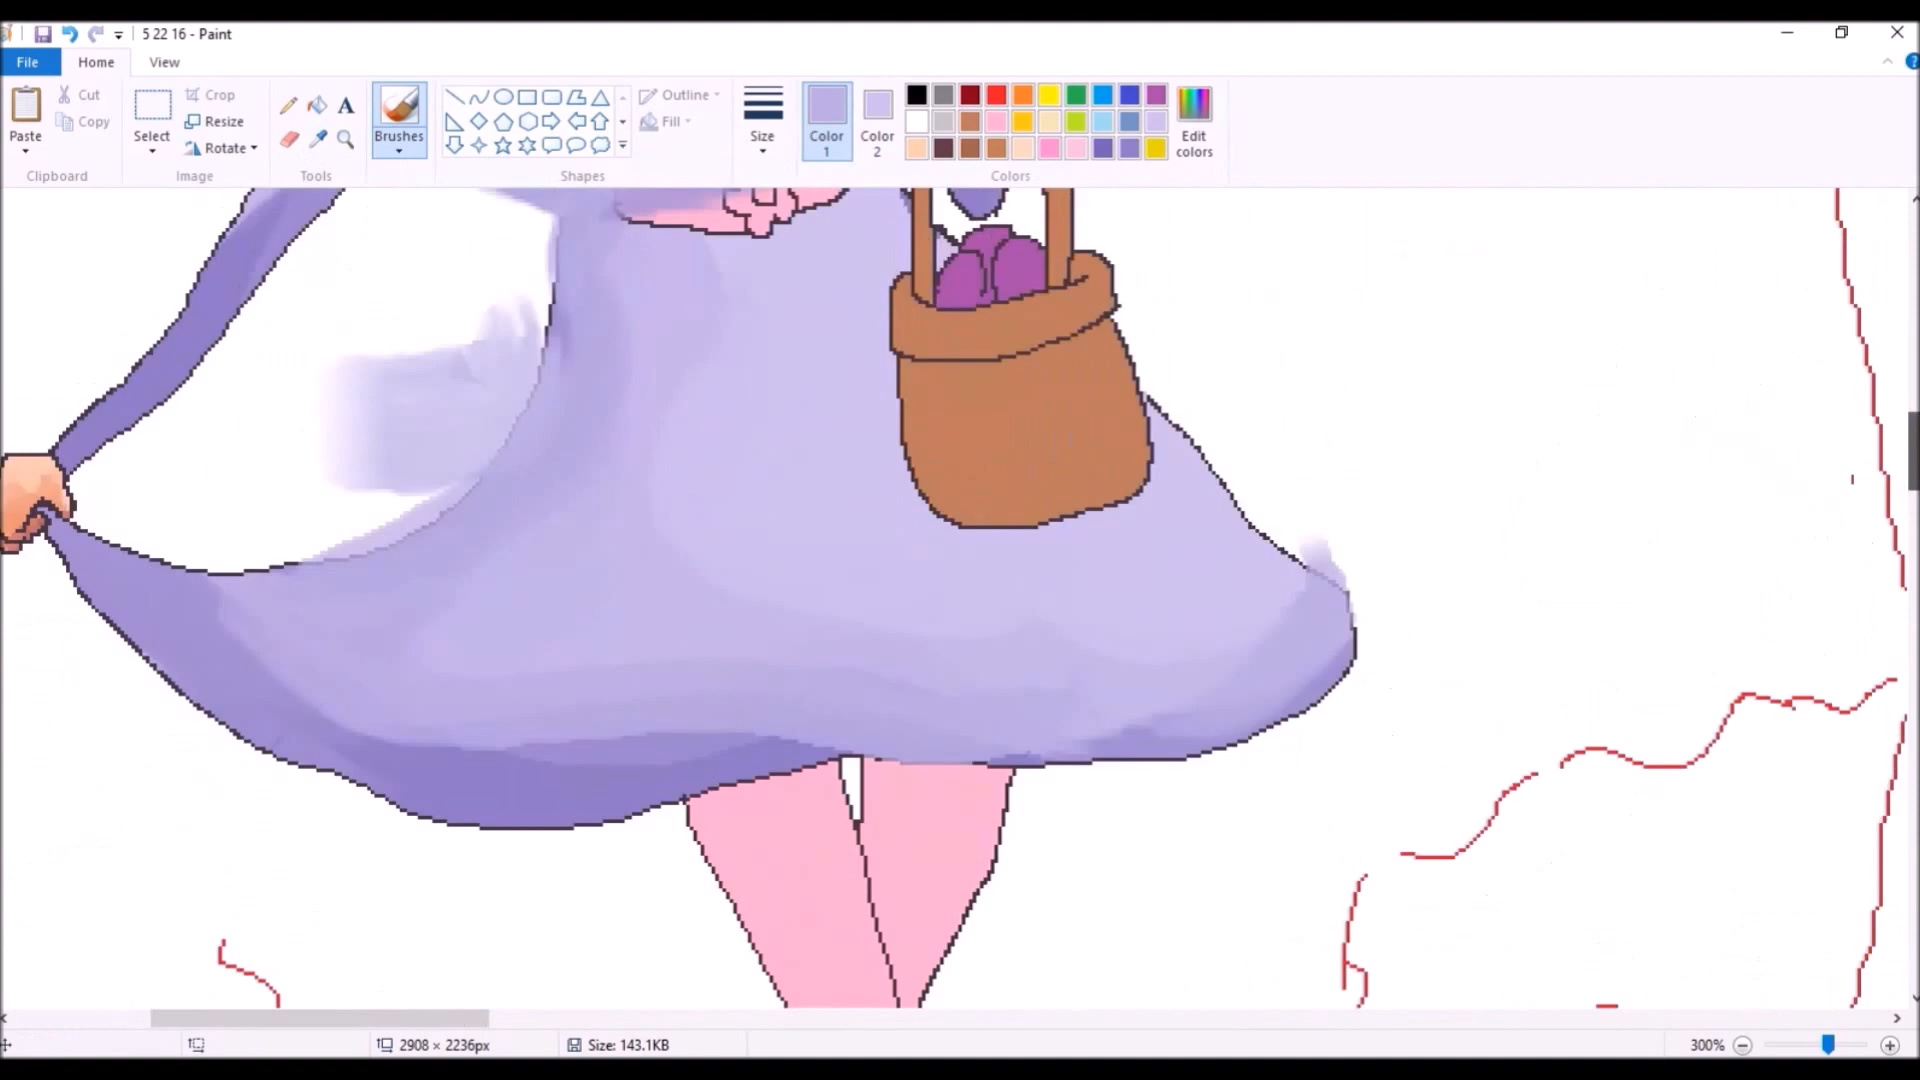 5 22 16 - Paint
File Home View
Paste
Cut
Copy
Clipboard
Select
Crop
Resize
Rotate
Image
A
Tools
Brushes
Shapes
Outline
Fill
Size
Color 1
Color 2
Edit colors
Colors
?
2908 × 2236px
Size: 143.1KB
300%